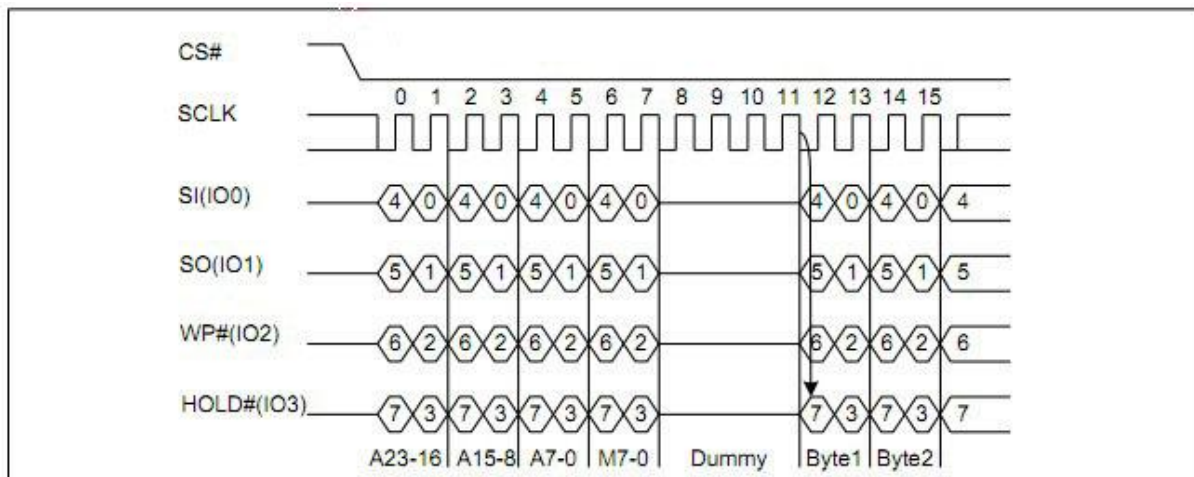 CS#
0 1 2 3 4 5 6 7 8 9 10 11 12 13 14 15
SCLK
SI(IO0) 4 0 4 0 4 0 4 0 4 0 4 0 4
SO(IO1) 5 1 5 1 5 1 5 1 5 1 5 1 5
WP#(IO2) 6 2 6 2 6 2 6 2 6 2 6 2 6
HOLD#(IO3) 7 3 7 3 7 3 7 3 7 3 7 3 7
A23-16 A15-8 A7-0 M7-0 Dummy Byte1 Byte2